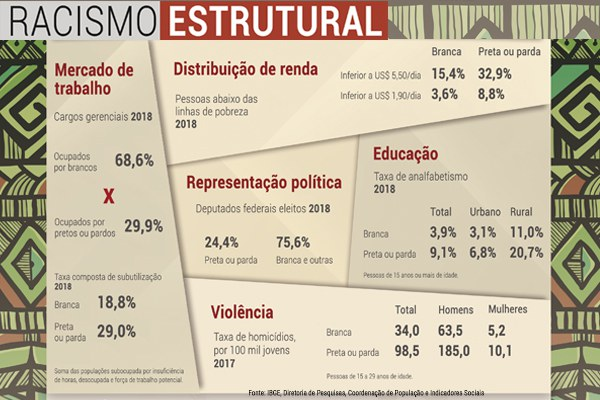 RACISMO ESTRUTURAL
Mercado de
trabalho
Cargos gerenciais 2018
Ocupados
por brancos
68,6%
X
Ocupados por
pretos ou pardos
29,9%
Taxa composta de subutilização
2018
Branca 18,8%
Preta
ou parda
29,0%
Soma das populações subocupada por insuficiência
de horas, desocupada e força de trabalho potencial.
Distribuição de renda
Pessoas abaixo das
linhas de pobreza
2018
Branca Preta ou parda
Inferior a US$ 5,50/dia 15,4% 32,9%
Inferior a US$ 1,90/dia 3,6% 8,8%
Representação política
Deputados federais eleitos 2018
24,4% 75,6%
Preta ou parda Branca e outras
Educação
Taxa de analfabetismo
2018
Total Urbano Rural
Branca 3,9% 3,1% 11,0%
Preta ou parda 9,1% 6,8% 20,7%
Pessoas de 15 anos ou mais de idade.
Violência
Taxa de homicídios,
por 100 mil jovens
2017
Total Homens Mulheres
Branca 34,0 63,5 5,2
Preta ou parda 98,5 185,0 10,1
Pessoas de 15 a 29 anos de idade.
Fonte: IBGE, Diretoria de Pesquisas, Coordenação de População e Indicadores Sociais